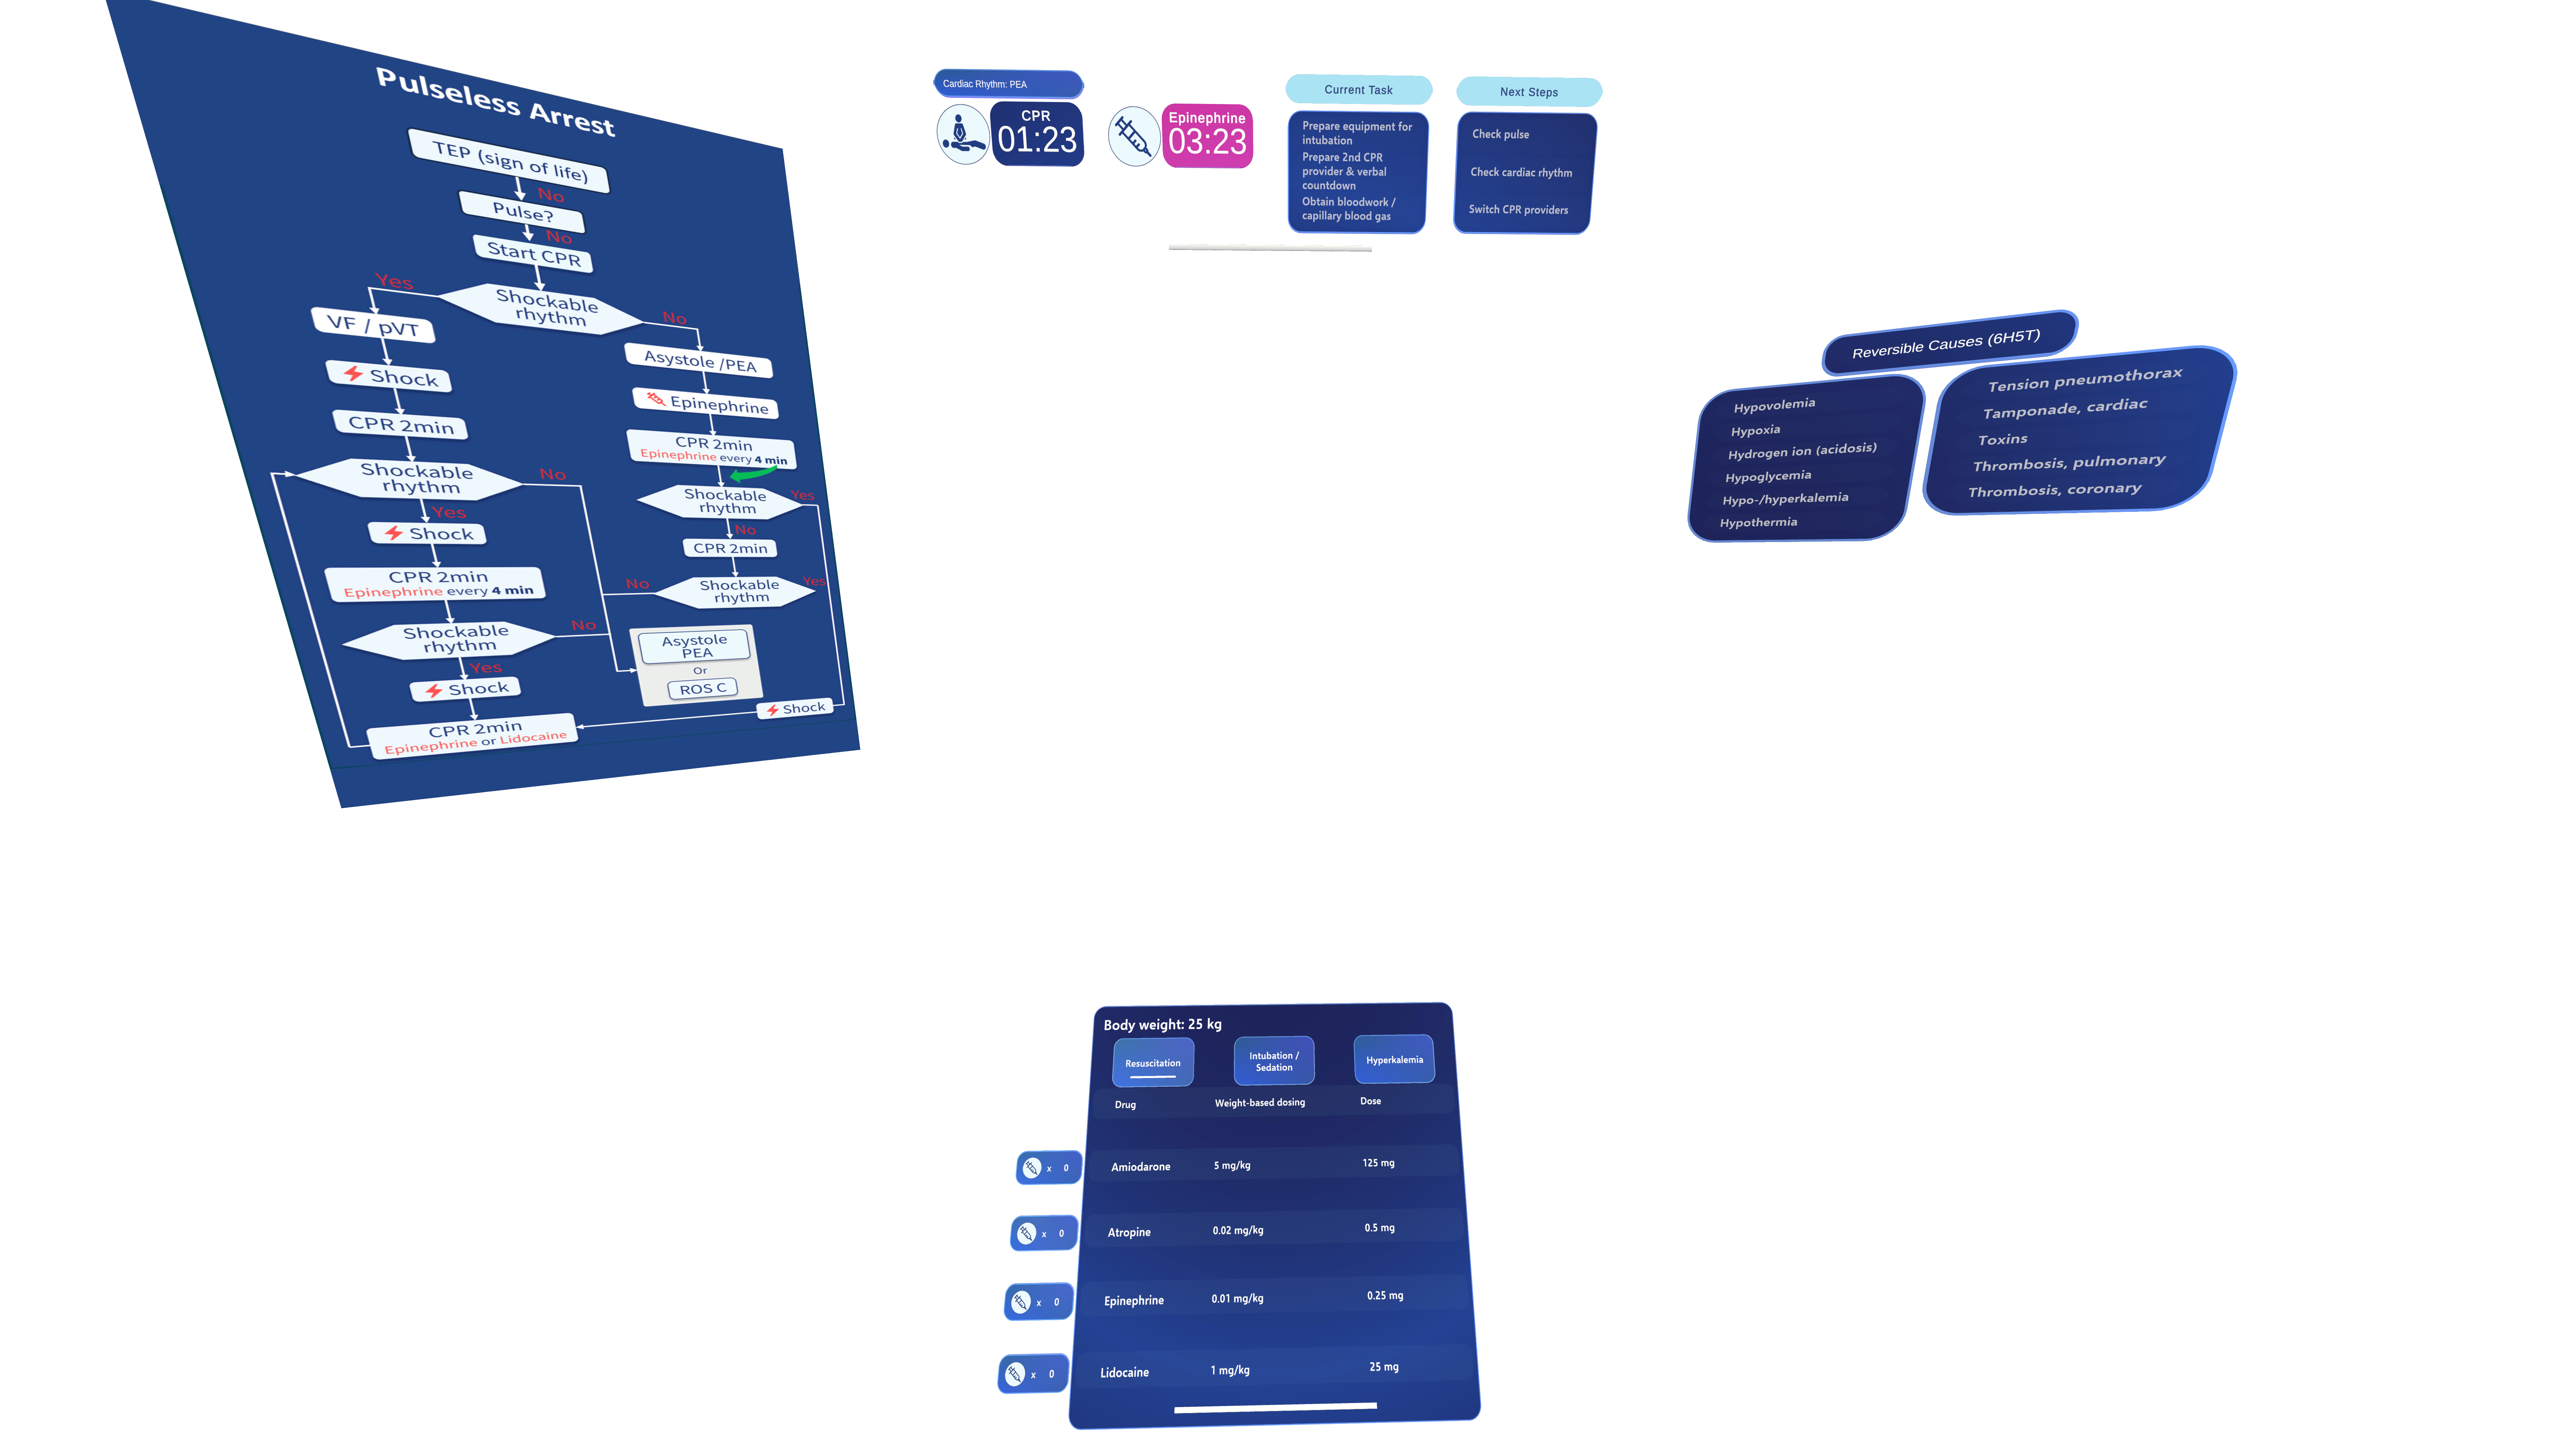 Pulseless Arrest
TEP (sign of life)
No
Pulse?
No
Start CPR
Shockable
rhythm
Yes
No
VF / pVT
Shock
CPR 2min
Shockable
rhythm
No
Yes
Shock
CPR 2min
Epinephrine every 4 min
Shockable
rhythm
No
Yes
Shock
CPR 2min
Epinephrine or Lidocaine
Asystole /PEA
Epinephrine
CPR 2min
Epinephrine every 4 min
Shockable
rhythm
Yes
No
CPR 2min
Shockable
rhythm
No
Yes
Asystole
PEA
Or
ROS C
Shock
Cardiac Rhythm: PEA
CPR
01:23
Epinephrine
03:23
Current Task
Prepare equipment for
intubation
Prepare 2nd CPR
provider & verbal
countdown
Obtain bloodwork /
capillary blood gas
Next Steps
Check pulse
Check cardiac rhythm
Switch CPR providers
Reversible Causes (6H5T)
Hypovolemia
Hypoxia
Hydrogen ion (acidosis)
Hypoglycemia
Hypo-/hyperkalemia
Hypothermia
Tension pneumothorax
Tamponade, cardiac
Toxins
Thrombosis, pulmonary
Thrombosis, coronary
Body weight: 25 kg
Resuscitation
Intubation /
Sedation
Hyperkalemia
Drug Weight-based dosing Dose
x 0 Amiodarone 5 mg/kg 125 mg
x 0 Atropine 0.02 mg/kg 0.5 mg
x 0 Epinephrine 0.01 mg/kg 0.25 mg
x 0 Lidocaine 1 mg/kg 25 mg